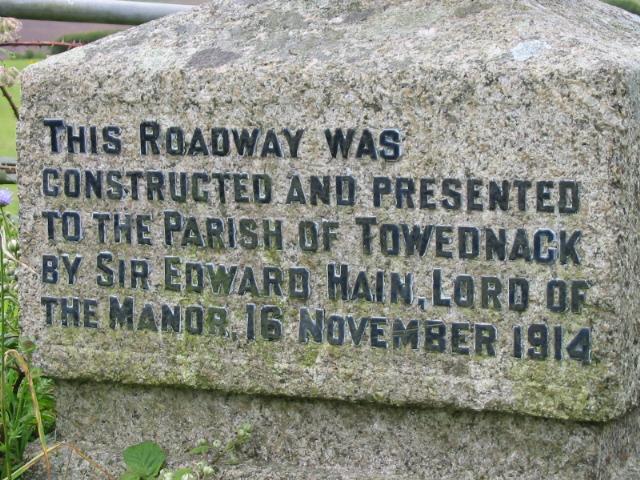 THIS ROADWAY WAS
CONSTRUCTED AND PRESENTED
TO THE PARISH OF TOWEDNACK
BY SIR EDWARD HAIN, LORD OF
THE MANOR, 16 NOVEMBER 1914